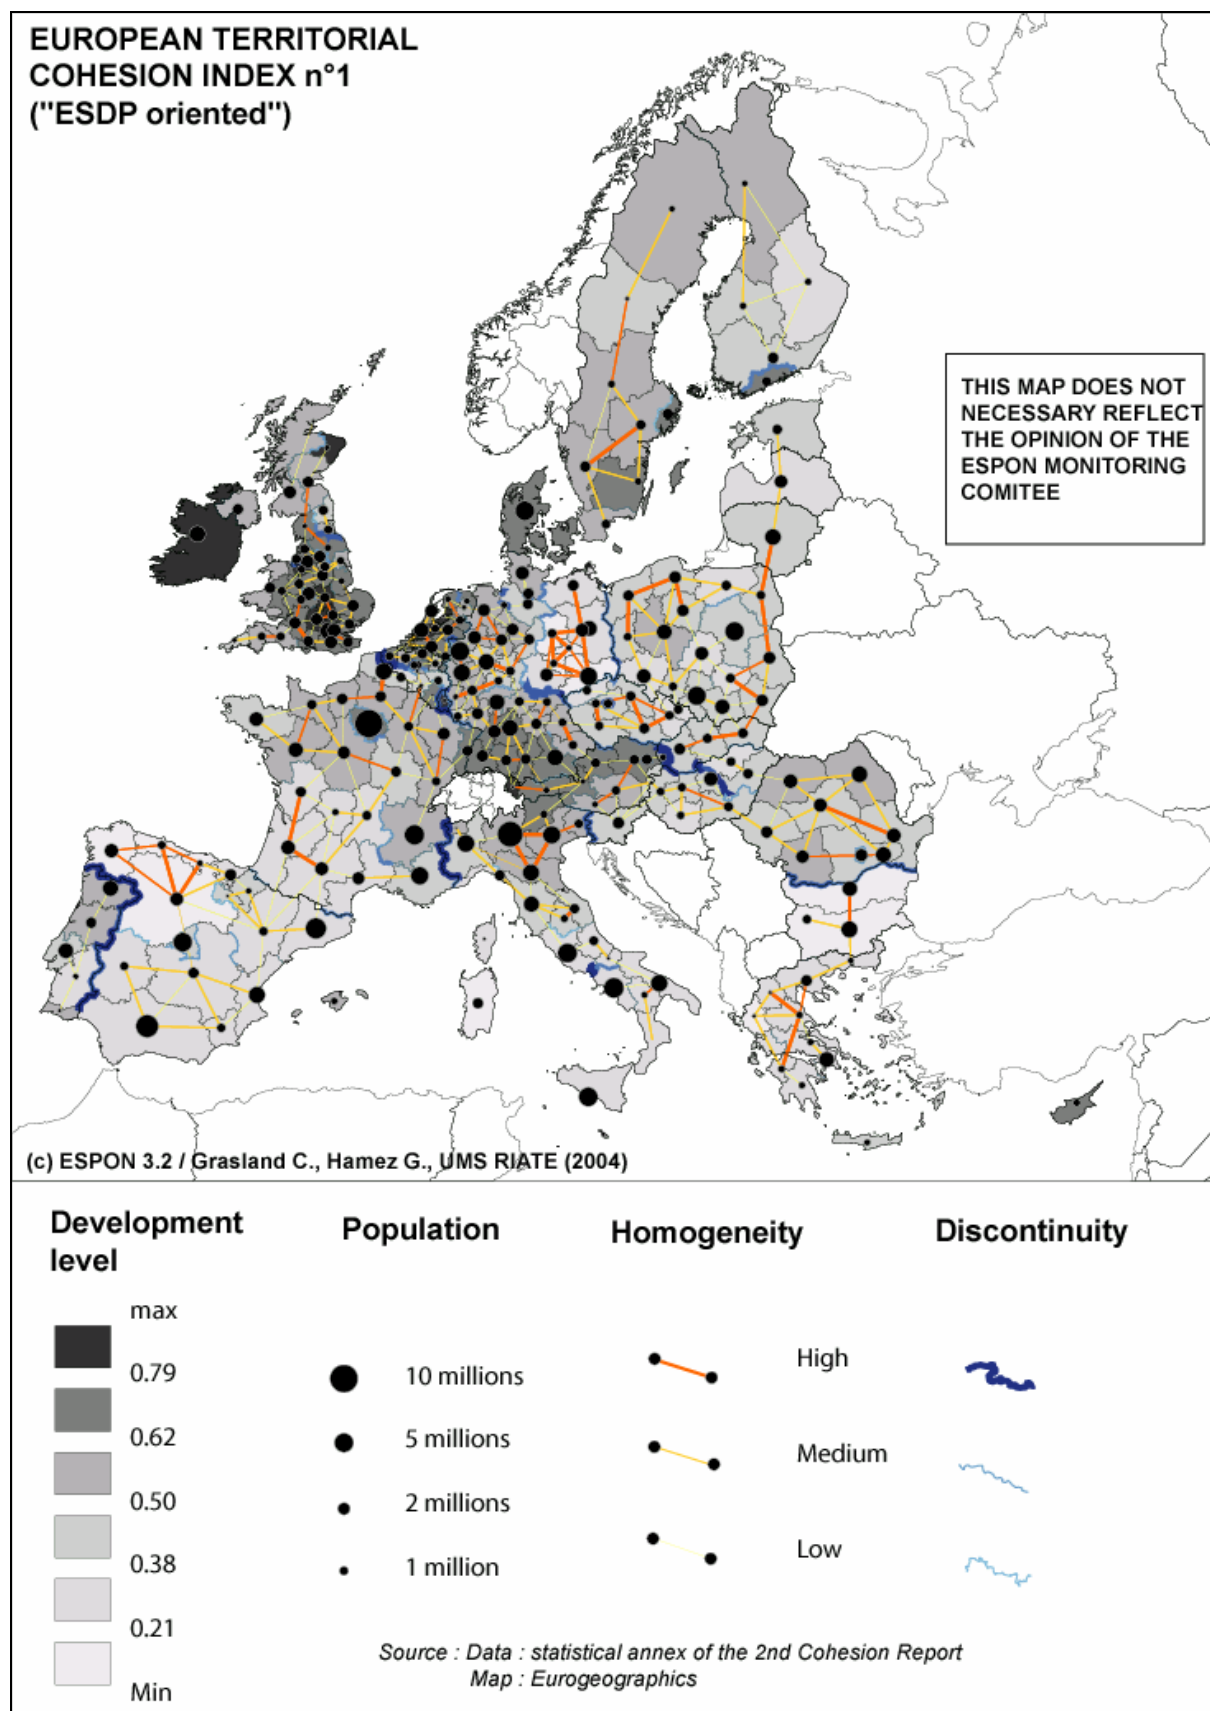 EUROPEAN TERRITORIAL
COHESION INDEX n°1
("ESDP oriented")
THIS MAP DOES NOT
NECESSARY REFLECT
THE OPINION OF THE
ESPON MONITORING
COMITEE
(c) ESPON 3.2 / Grasland C., Hamez G., UMS RIATE (2004)
Development
level
max
0.79
0.62
0.50
0.38
0.21
Min
Population
10 millions
5 millions
2 millions
1 million
Homogeneity
High
Medium
Low
Discontinuity
Source : Data : statistical annex of the 2nd Cohesion Report
Map : Eurogeographics